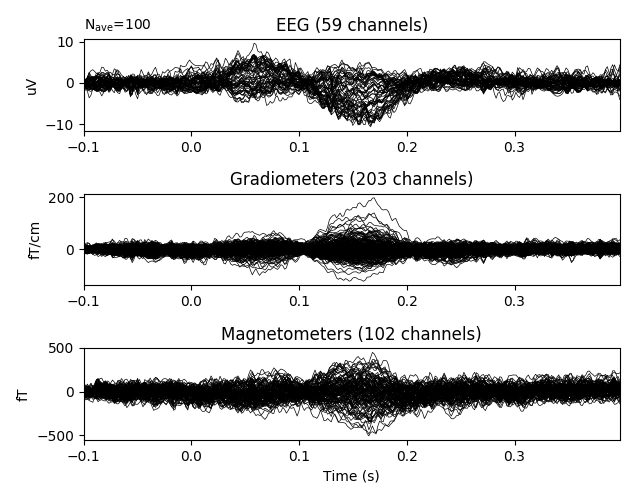 N_ave=100
EEG (59 channels)
10
0
−10
uV
−0.1 0.0 0.1 0.2 0.3
Gradiometers (203 channels)
200
0
fT/cm
−0.1 0.0 0.1 0.2 0.3
Magnetometers (102 channels)
500
0
−500
fT
−0.1 0.0 0.1 0.2 0.3
Time (s)